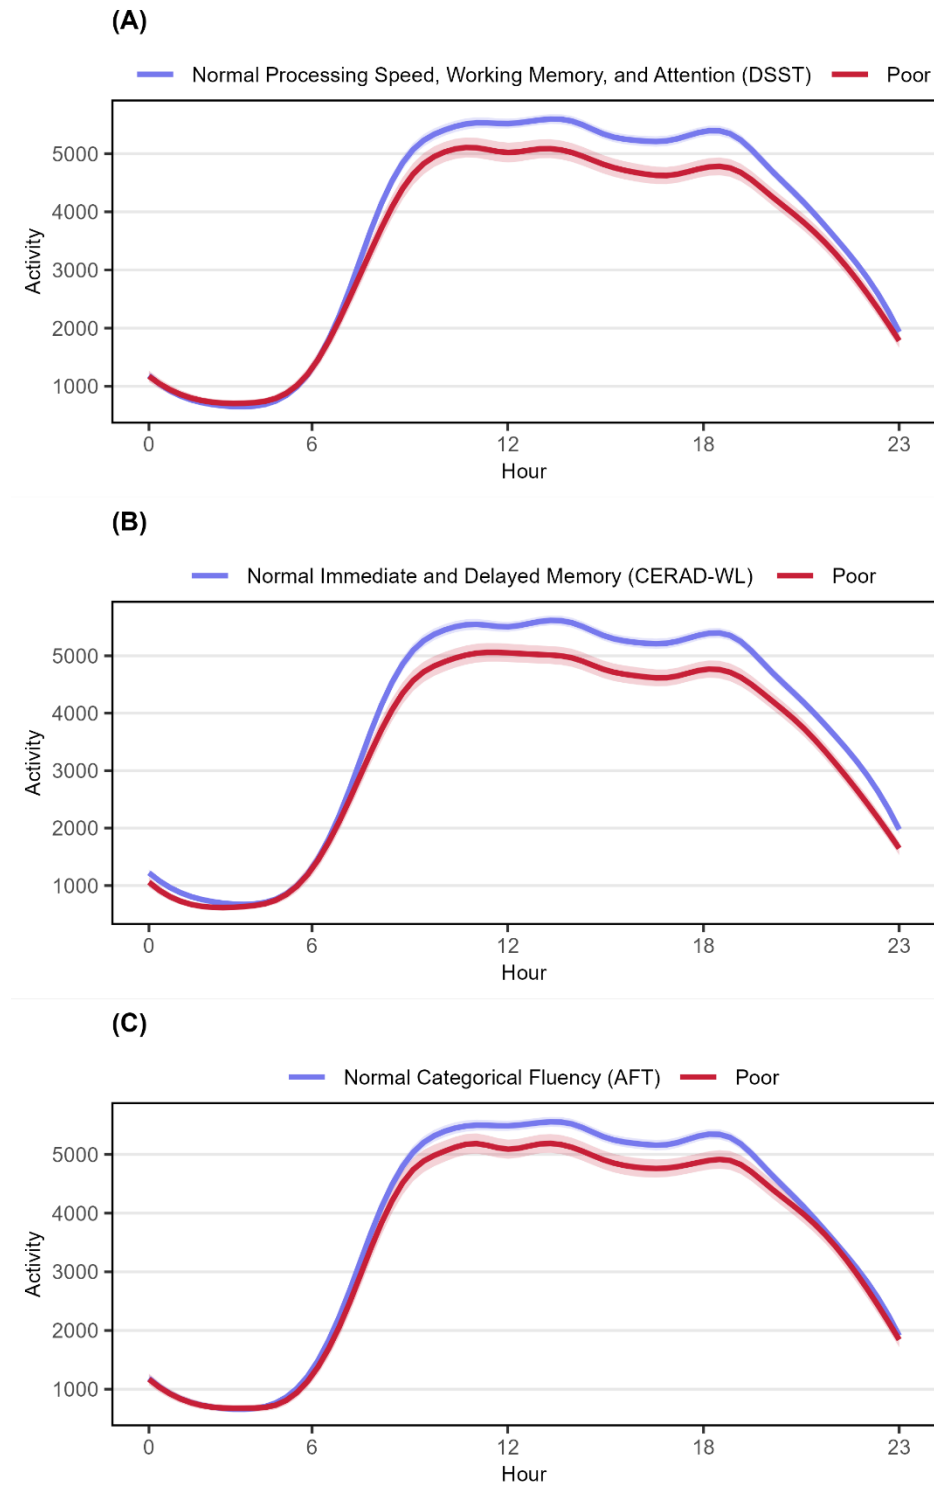 (A)
Normal Processing Speed, Working Memory, and Attention (DSST) Poor
5000
4000
3000
2000
1000
Activity
0 6 12 18 23
Hour
(B)
Normal Immediate and Delayed Memory (CERAD-WL) Poor
5000
4000
3000
2000
1000
Activity
0 6 12 18 23
Hour
(C)
Normal Categorical Fluency (AFT) Poor
5000
4000
3000
2000
1000
Activity
0 6 12 18 23
Hour